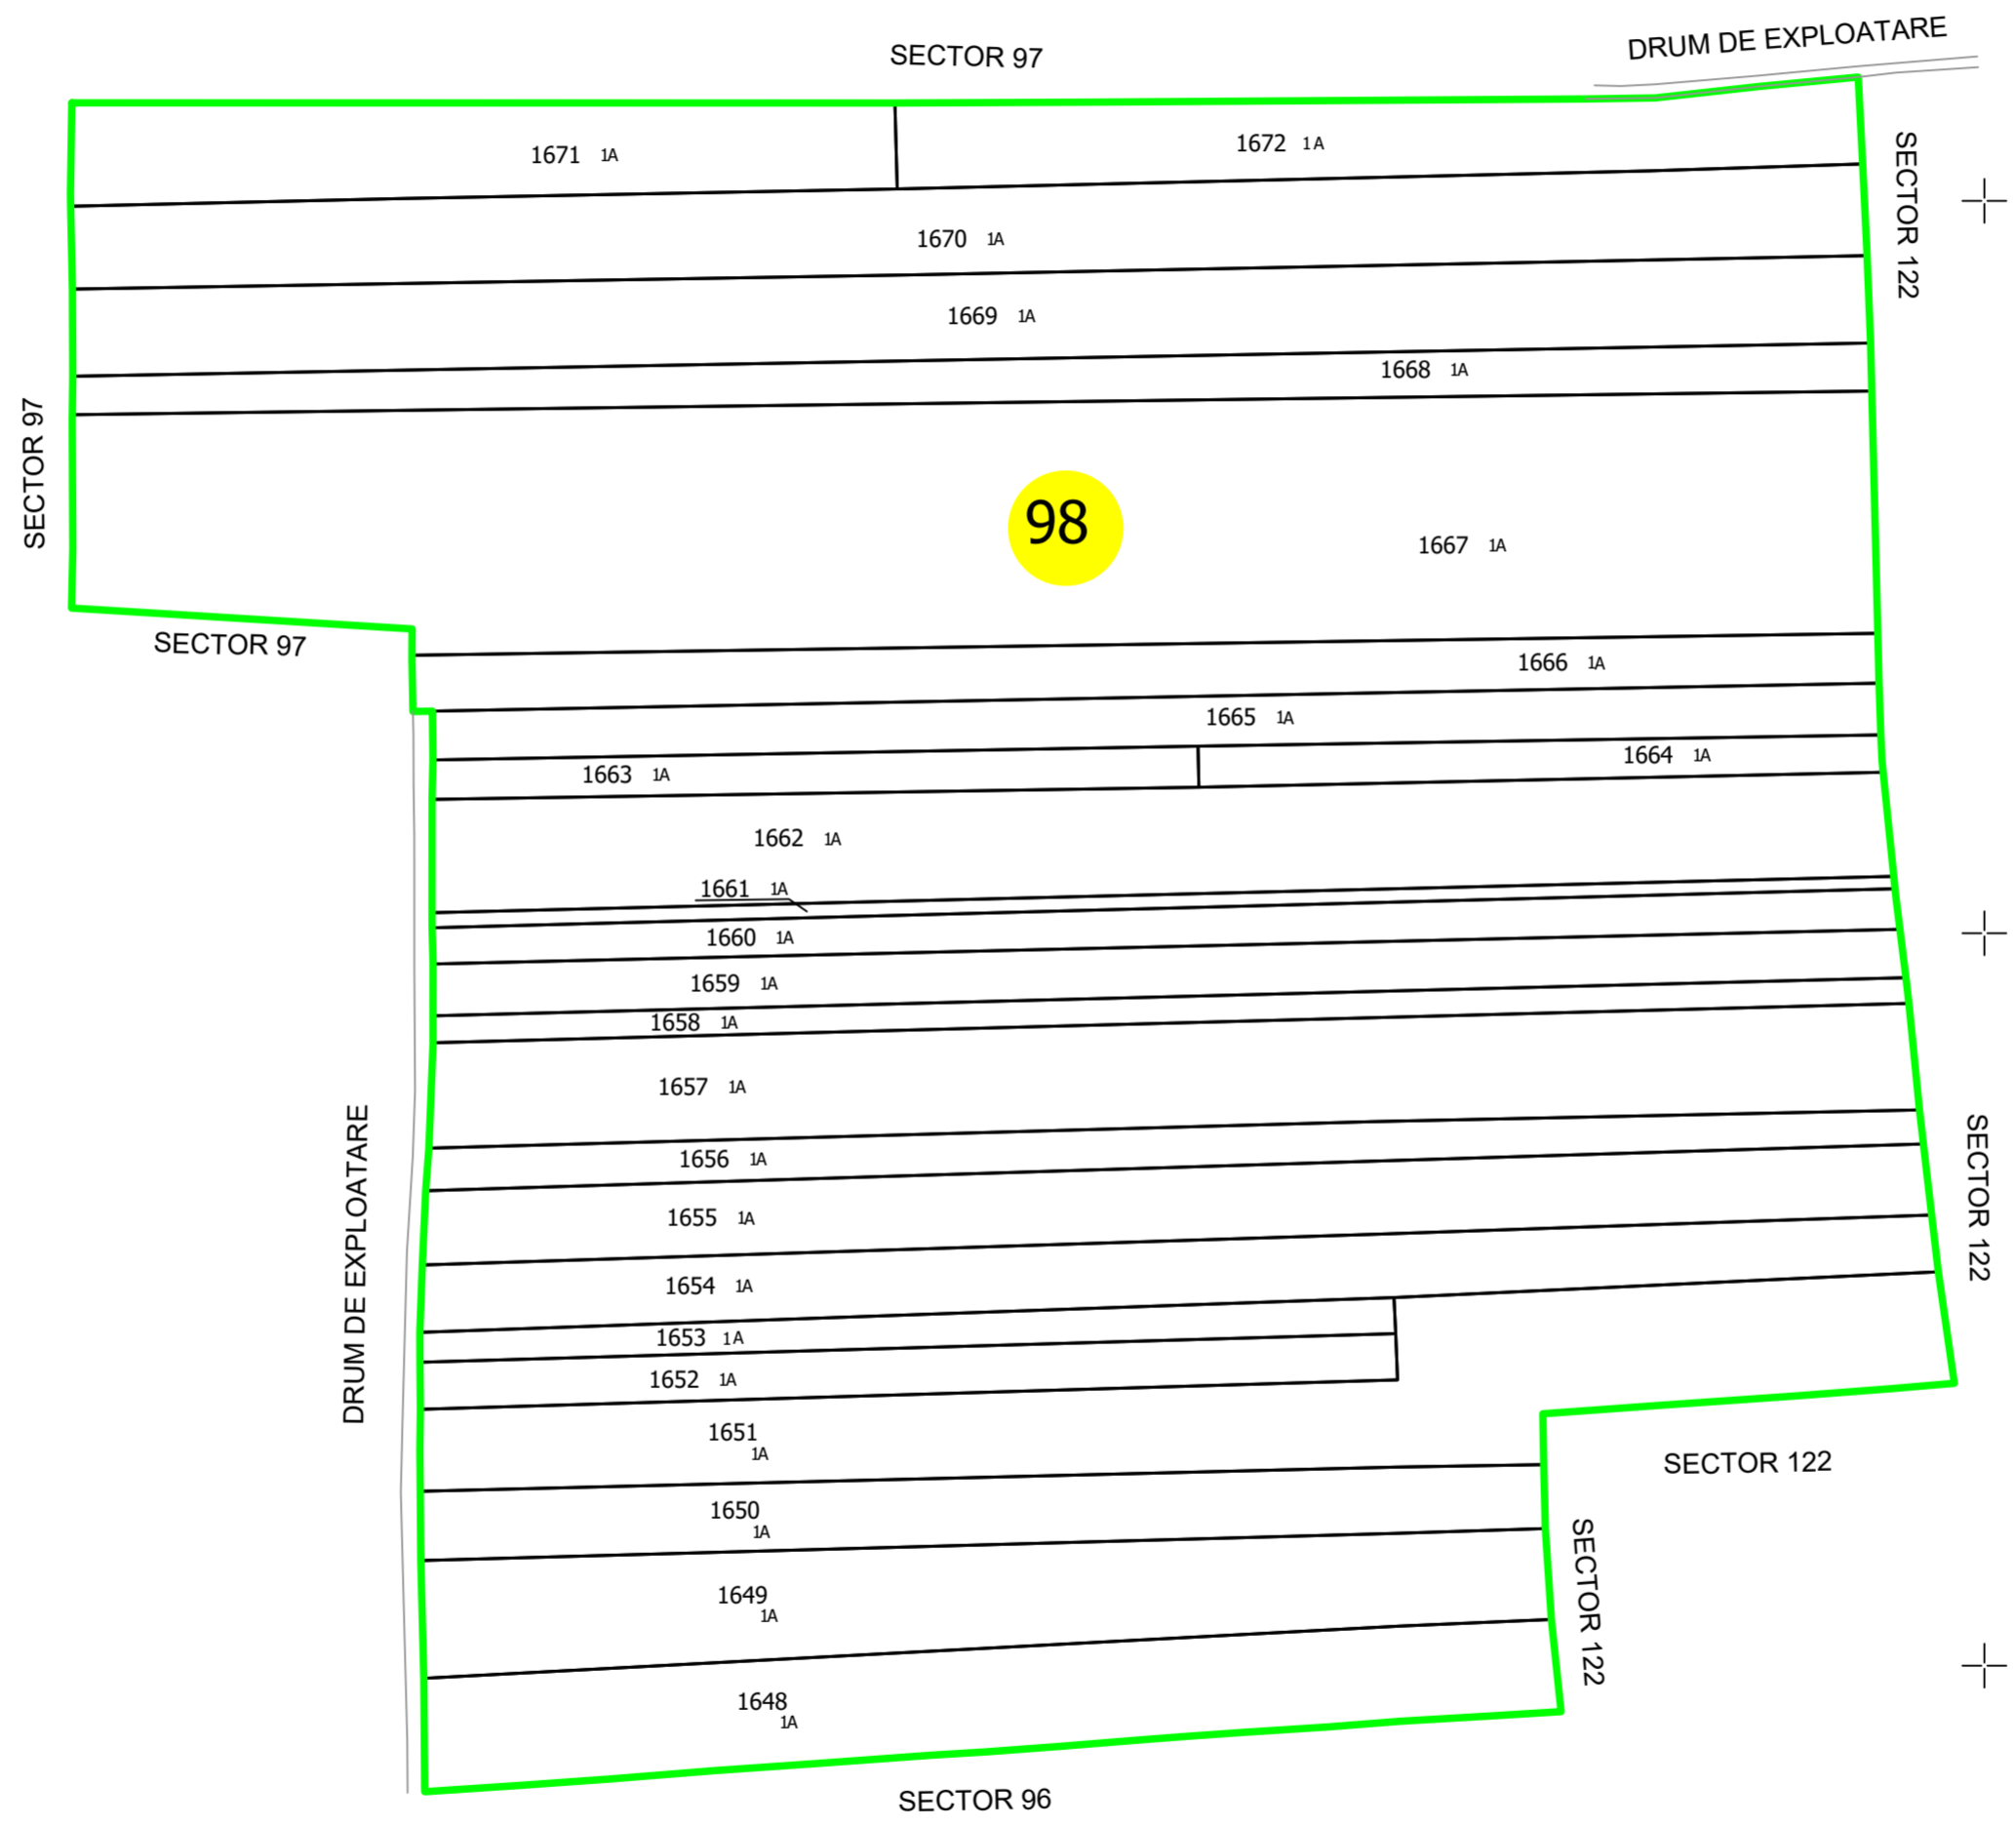 DRUM DE EXPLOATARE
SECTOR 97
1671 1A
1672 1A
SECTOR 122
1670 1A
1669 1A
1668 1A
SECTOR 97
98
1667 1A
SECTOR 97
1666 1A
1665 1A
1664 1A
1663 1A
1662 1A
1661 1A
1660 1A
1659 1A
1658 1A
1657 1A
DRUM DE EXPLOATARE
SECTOR 122
1656 1A
1655 1A
1654 1A
1653 1A
1652 1A
1651
1A
SECTOR 122
1650
1A
SECTOR 122
1649
1A
1648
1A
SECTOR 96